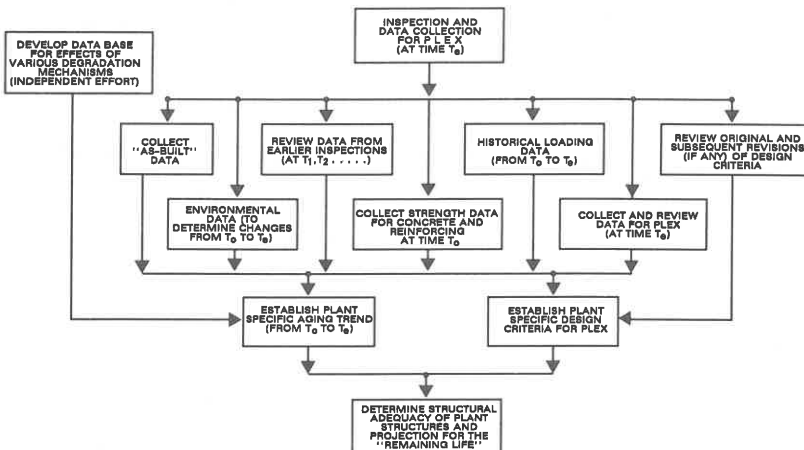 INSPECTION AND
DATA COLLECTION
FOR P L E X
(AT TIME Te)
DEVELOP DATA BASE
FOR EFFECTS OF
VARIOUS DEGRADATION
MECHANISMS
(INDEPENDENT EFFORT)
COLLECT
"AS-BUILT"
DATA
REVIEW DATA FROM
EARLIER INSPECTIONS
(AT T1,T2 . . . . .)
HISTORICAL LOADING
DATA
(FROM To TO Te)
REVIEW ORIGINAL AND
SUBSEQUENT REVISIONS
(IF ANY) OF DESIGN
CRITERIA
ENVIRONMENTAL
DATA (TO
DETERMINE CHANGES
FROM To TO Te)
COLLECT STRENGTH DATA
FOR CONCRETE AND
REINFORCING
AT TIME To
COLLECT AND REVIEW
DATA FOR PLEX
(AT TIME Te)
ESTABLISH PLANT
SPECIFIC AGING TREND
(FROM To TO Te)
ESTABLISH PLANT
SPECIFIC DESIGN
CRITERIA FOR PLEX
DETERMINE STRUCTURAL
ADEQUACY OF PLANT
STRUCTURES AND
PROJECTION FOR THE
"REMAINING LIFE"